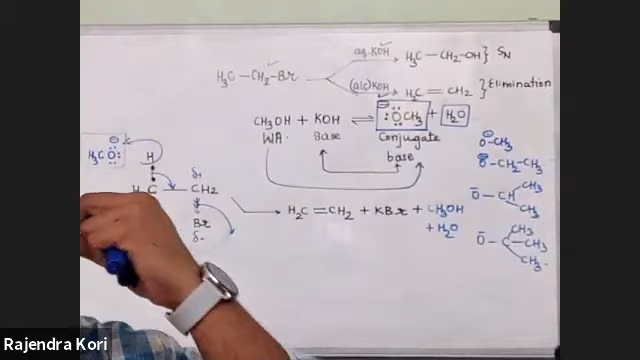 H₃C — CH₂ — Br
aq. KOH H₃C — CH₂ — OH } SN
(alc) KOH H₂C = CH₂ } Elimination
CH₃OH + KOH ⇌ ⊖:ÖCH₃ + H₂O
WA. Base Conjugate base
⊖
H₃C Ö:
H
C — CH₂
δ+
Br
δ-
H₂C = CH₂ + KBr + CH₃OH
+ H₂O
⊖
O — CH₃
⊖
O — CH₂ — CH₃
Ō — CH
CH₃
CH₃
Ō — C
CH₃
CH₃
CH₃.
Rajendra Kori